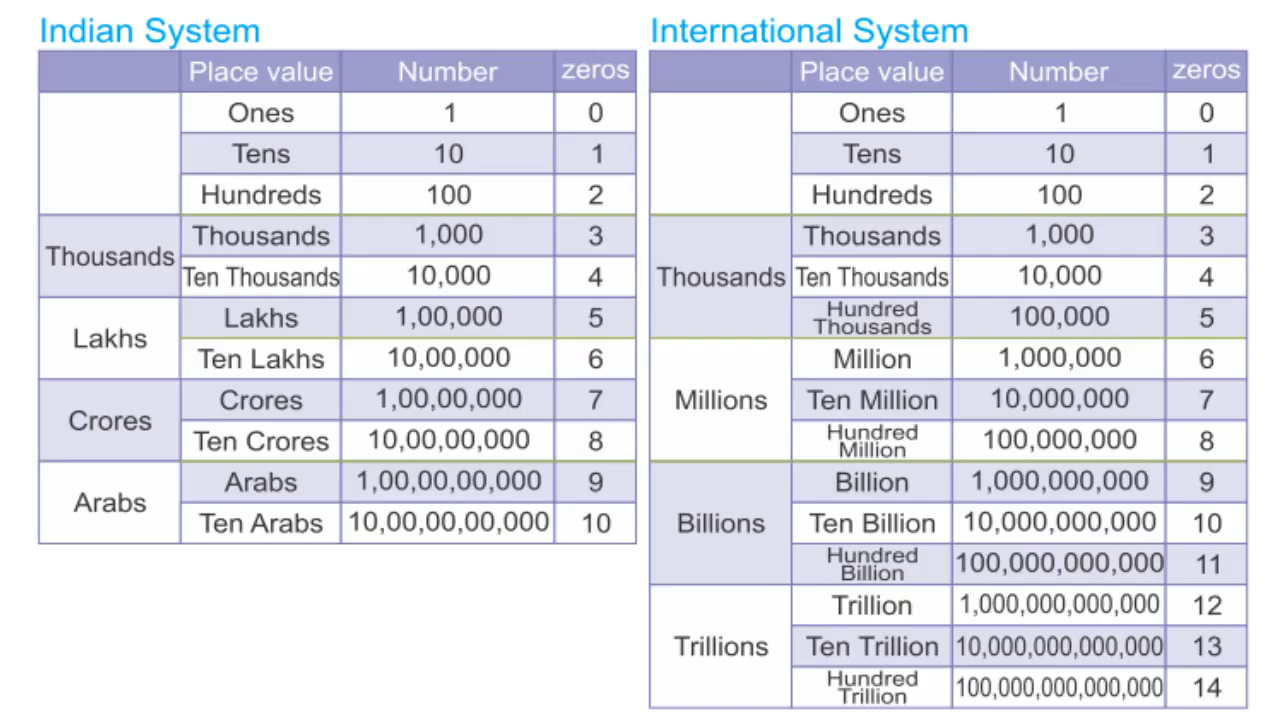 Indian System
Place value Number zeros
Ones 1 0
Tens 10 1
Hundreds 100 2
Thousands
Thousands 1,000 3
Ten Thousands 10,000 4
Lakhs
Lakhs 1,00,000 5
Ten Lakhs 10,00,000 6
Crores
Crores 1,00,00,000 7
Ten Crores 10,00,00,000 8
Arabs
Arabs 1,00,00,00,000 9
Ten Arabs 10,00,00,00,000 10
International System
Place value Number zeros
Ones 1 0
Tens 10 1
Hundreds 100 2
Thousands
Thousands 1,000 3
Ten Thousands 10,000 4
Hundred
Thousands 100,000 5
Millions
Million 1,000,000 6
Ten Million 10,000,000 7
Hundred
Million 100,000,000 8
Billions
Billion 1,000,000,000 9
Ten Billion 10,000,000,000 10
Hundred
Billion 100,000,000,000 11
Trillions
Trillion 1,000,000,000,000 12
Ten Trillion 10,000,000,000,000 13
Hundred
Trillion 100,000,000,000,000 14